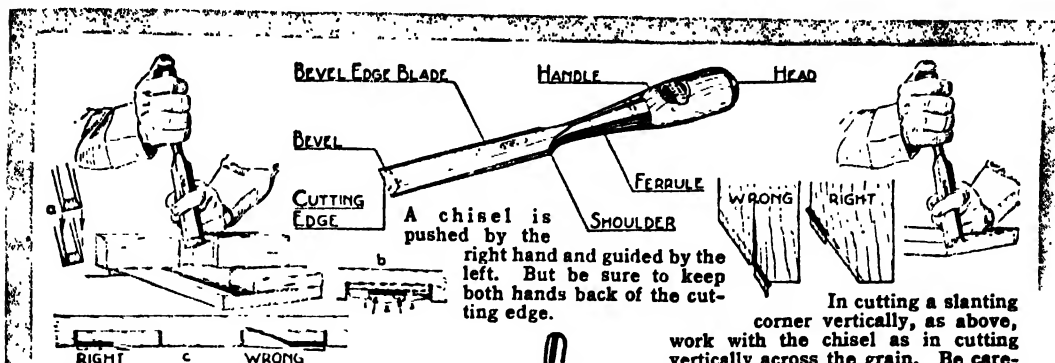 BEVEL EDGE BLADE
HANDLE
HEAD
BEVEL
CUTTING
EDGE
FERRULE
SHOULDER
a
A chisel is
pushed by the
right hand and guided by the
left. But be sure to keep
both hands back of the cut-
ting edge.
b
WRONG
RIGHT
In cutting a slanting
corner vertically, as above,
work with the chisel as in cutting
vertically across the grain. Be care-
RIGHT
c
WRONG